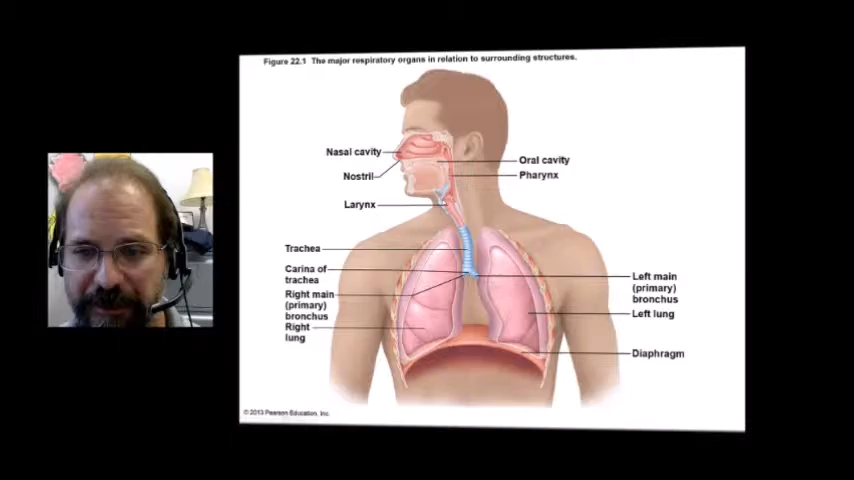 Figure 22.1 The major respiratory organs in relation to surrounding structures.
Nasal cavity
Oral cavity
Nostril
Pharynx
Larynx
Trachea
Carina of
trachea
Right main
(primary)
bronchus
Right
lung
Left main
(primary)
bronchus
Left lung
Diaphragm
© 2013 Pearson Education, Inc.